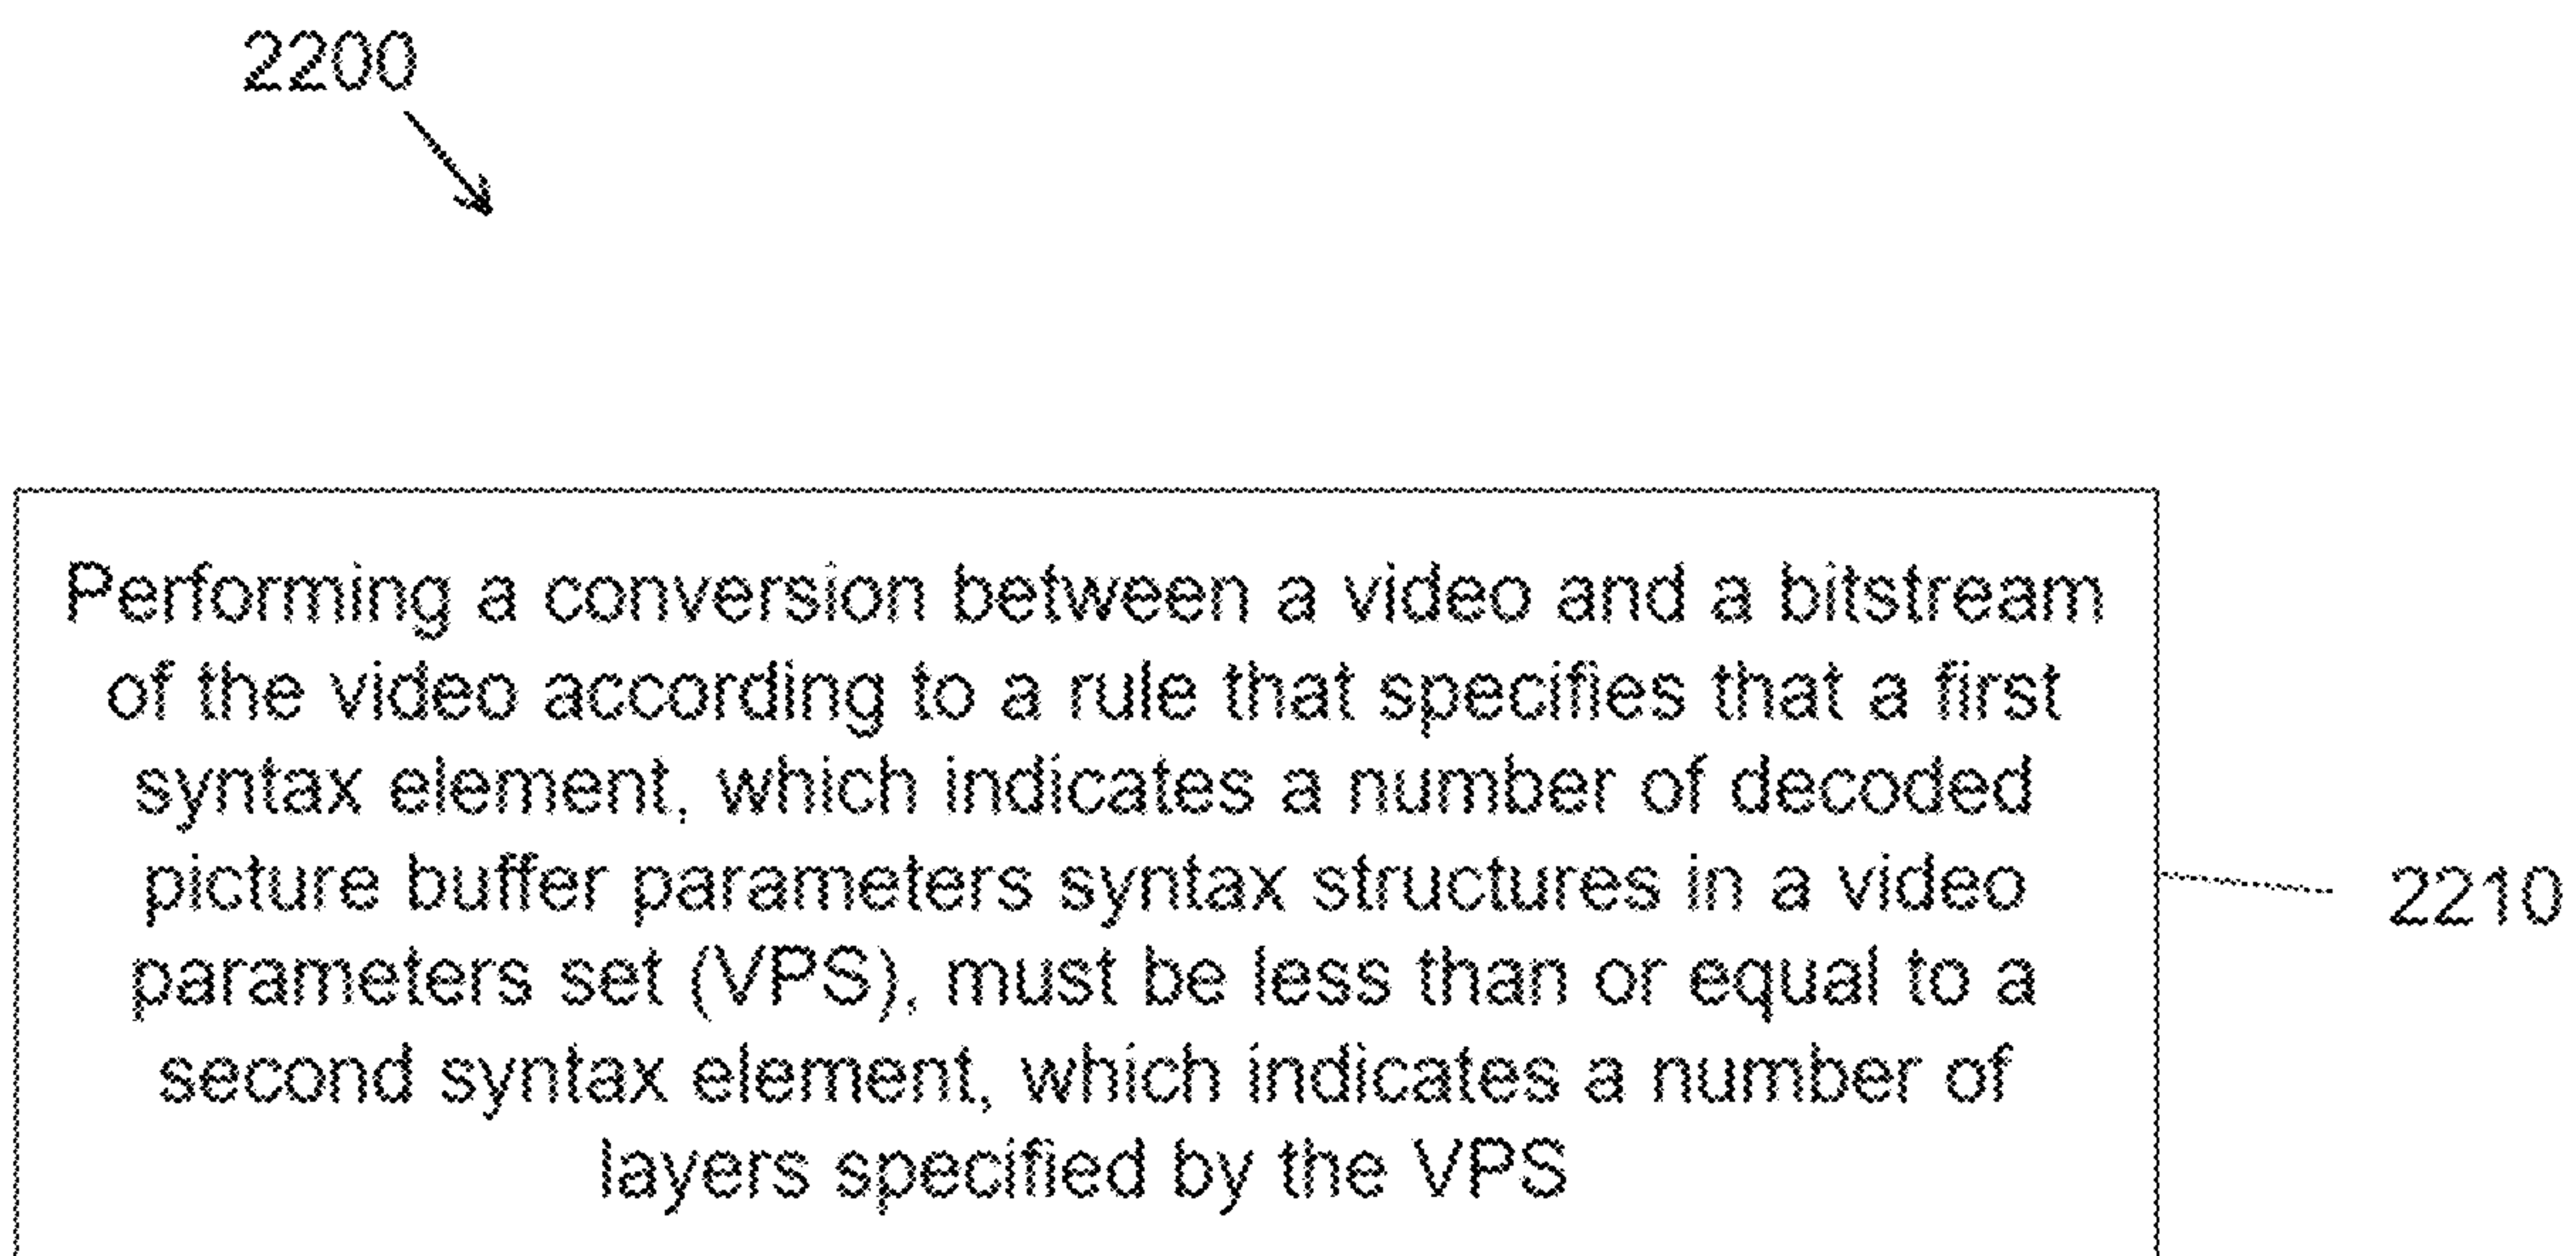 2200
Performing a conversion between a video and a bitstream
of the video according to a rule that specifies that a first
syntax element, which indicates a number of decoded
picture buffer parameters syntax structures in a video
2210
parameters set (VPS), must be less than or equal to a
second syntax element, which indicates a number of
layers specified by the VPS